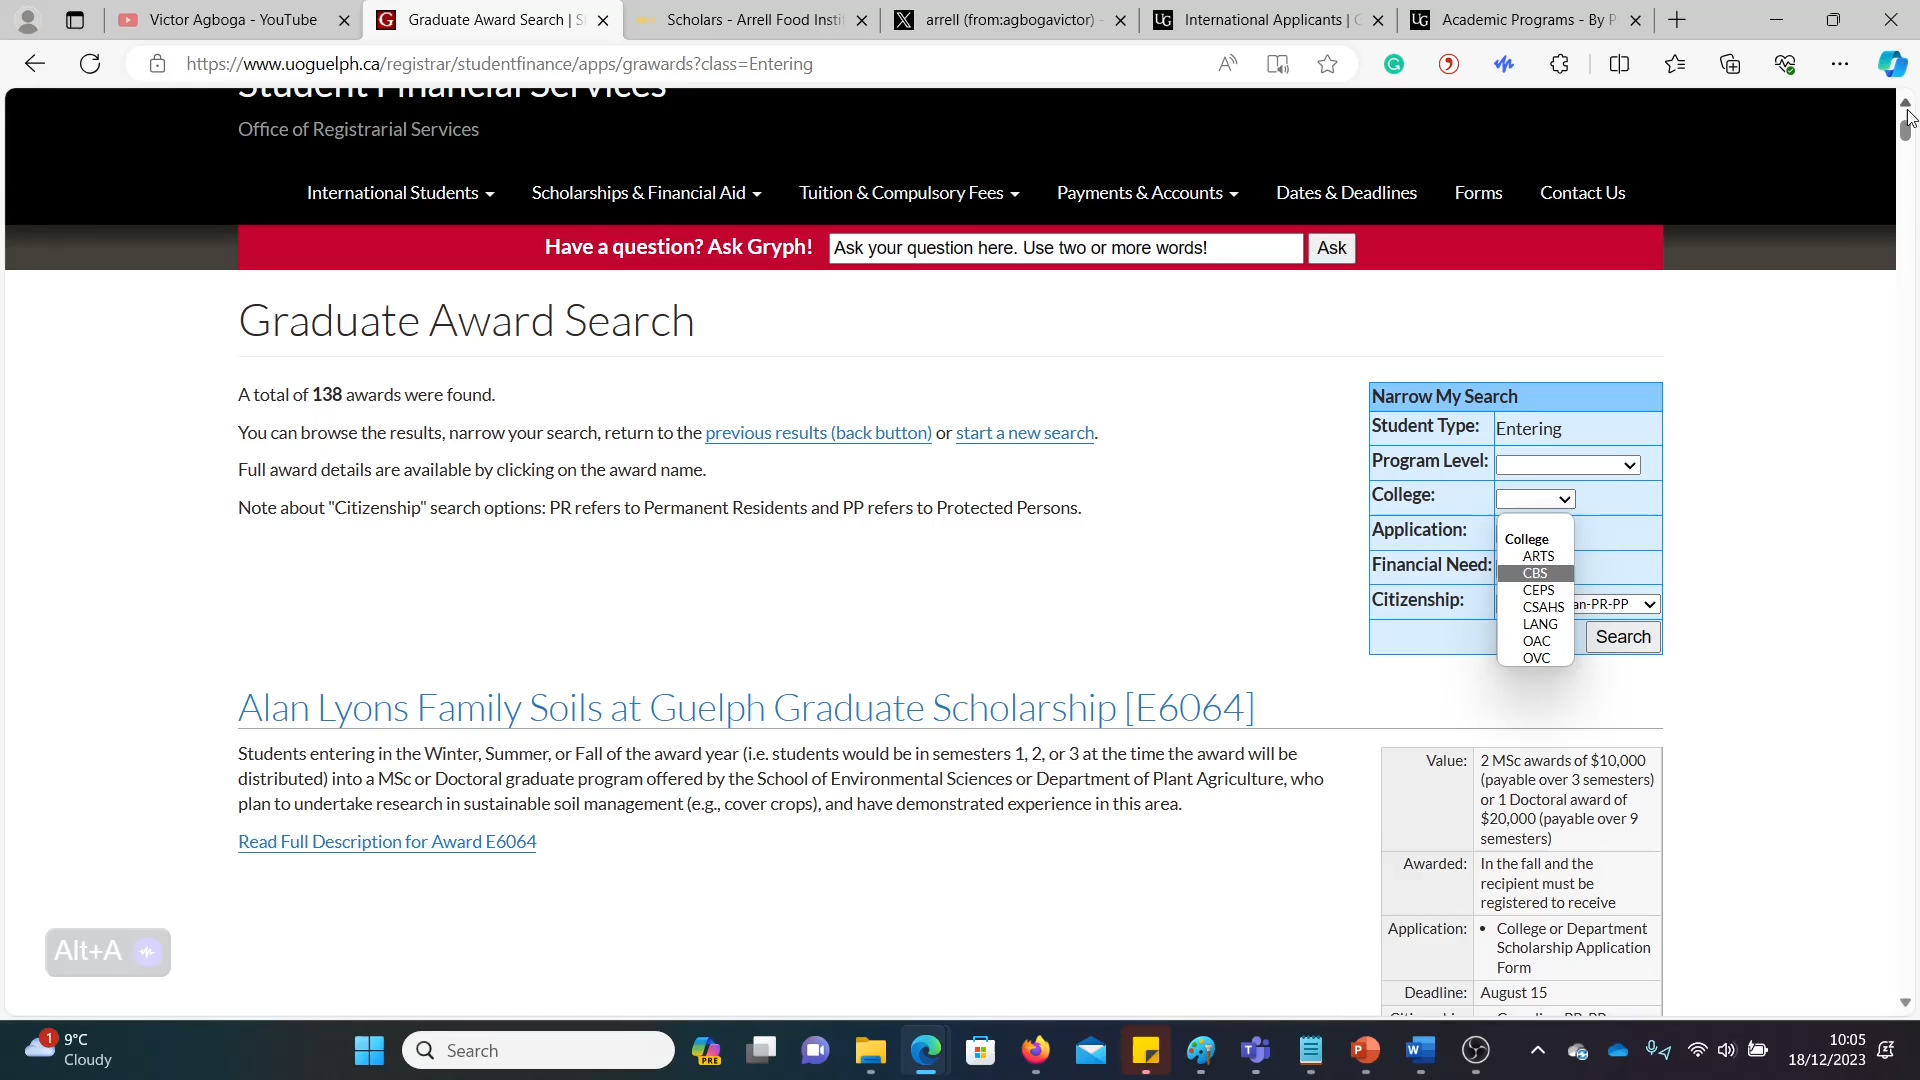 Victor Agboga - YouTube
Graduate Award Search | S
Scholars - Arrell Food Insti
arrell (from:agbogavictor) -
International Applicants |
Academic Programs - By P
https://www.uoguelph.ca/registrar/studentfinance/apps/grawards?class=Entering
Student Financial Services
Office of Registrarial Services
International Students
Scholarships & Financial Aid
Tuition & Compulsory Fees
Payments & Accounts
Dates & Deadlines
Forms
Contact Us
Have a question? Ask Gryph!
Ask your question here. Use two or more words!
Ask
Graduate Award Search
A total of 138 awards were found.
You can browse the results, narrow your search, return to the previous results (back button) or start a new search.
Full award details are available by clicking on the award name.
Note about "Citizenship" search options: PR refers to Permanent Residents and PP refers to Protected Persons.
Narrow My Search
Student Type: Entering
Program Level:
College:
Application:
Financial Need:
Citizenship: an-PR-PP
College
ARTS
CBS
CEPS
CSAHS
LANG
OAC
OVC
Search
Alan Lyons Family Soils at Guelph Graduate Scholarship [E6064]
Students entering in the Winter, Summer, or Fall of the award year (i.e. students would be in semesters 1, 2, or 3 at the time the award will be
distributed) into a MSc or Doctoral graduate program offered by the School of Environmental Sciences or Department of Plant Agriculture, who
plan to undertake research in sustainable soil management (e.g., cover crops), and have demonstrated experience in this area.
Read Full Description for Award E6064
Value: 2 MSc awards of $10,000
(payable over 3 semesters)
or 1 Doctoral award of
$20,000 (payable over 9
semesters)
Awarded: In the fall and the
recipient must be
registered to receive
Application: • College or Department
Scholarship Application
Form
Deadline: August 15
Alt+A
1
9°C
Cloudy
Search
PRE
10:05
18/12/2023